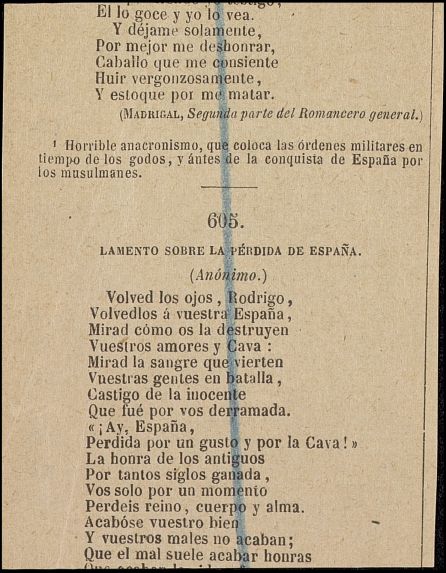 El lo goce y yo lo vea.
Y déjame solamente,
Por mejor me deshonrar,
Caballo que me consiente
Huir vergonzosamente,
Y estoque por me matar.
(MADRIGAL, Segunda parte del Romancero general.)
¹ Horrible anacronismo, que coloca las órdenes militares en
tiempo de los godos, y ántes de la conquista de España por
los musulmanes.
605.
LAMENTO SOBRE LA PÉRDIDA DE ESPAÑA.
(Anónimo.)
Volved los ojos, Rodrigo,
Volvedlos á vuestra España,
Mirad cómo os la destruyen
Vuestros amores y Cava:
Mirad la sangre que vierten
Vnestras gentes en batalla,
Castigo de la inocente
Que fué por vos derramada.
«¡Ay, España,
Perdida por un gusto y por la Cava!»
La honra de los antiguos
Por tantos siglos ganada,
Vos solo por un momento
Perdeis reino, cuerpo y alma.
Acabóse vuestro bien
Y vuestros males no acaban;
Que el mal suele acabar honras